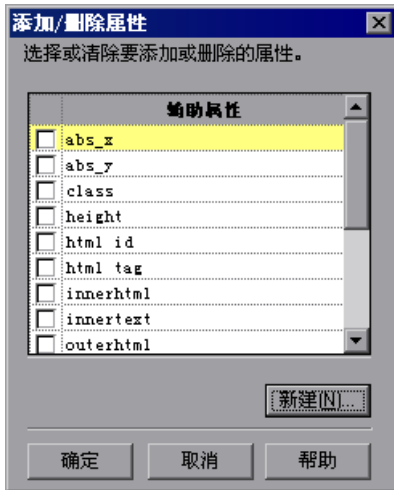 添加/删除属性
选择或清除要添加或删除的属性。
辅助属性
abs_x
abs_y
class
height
html id
html tag
innerhtml
innertext
outerhtml
新建(N)...
确定 取消 帮助